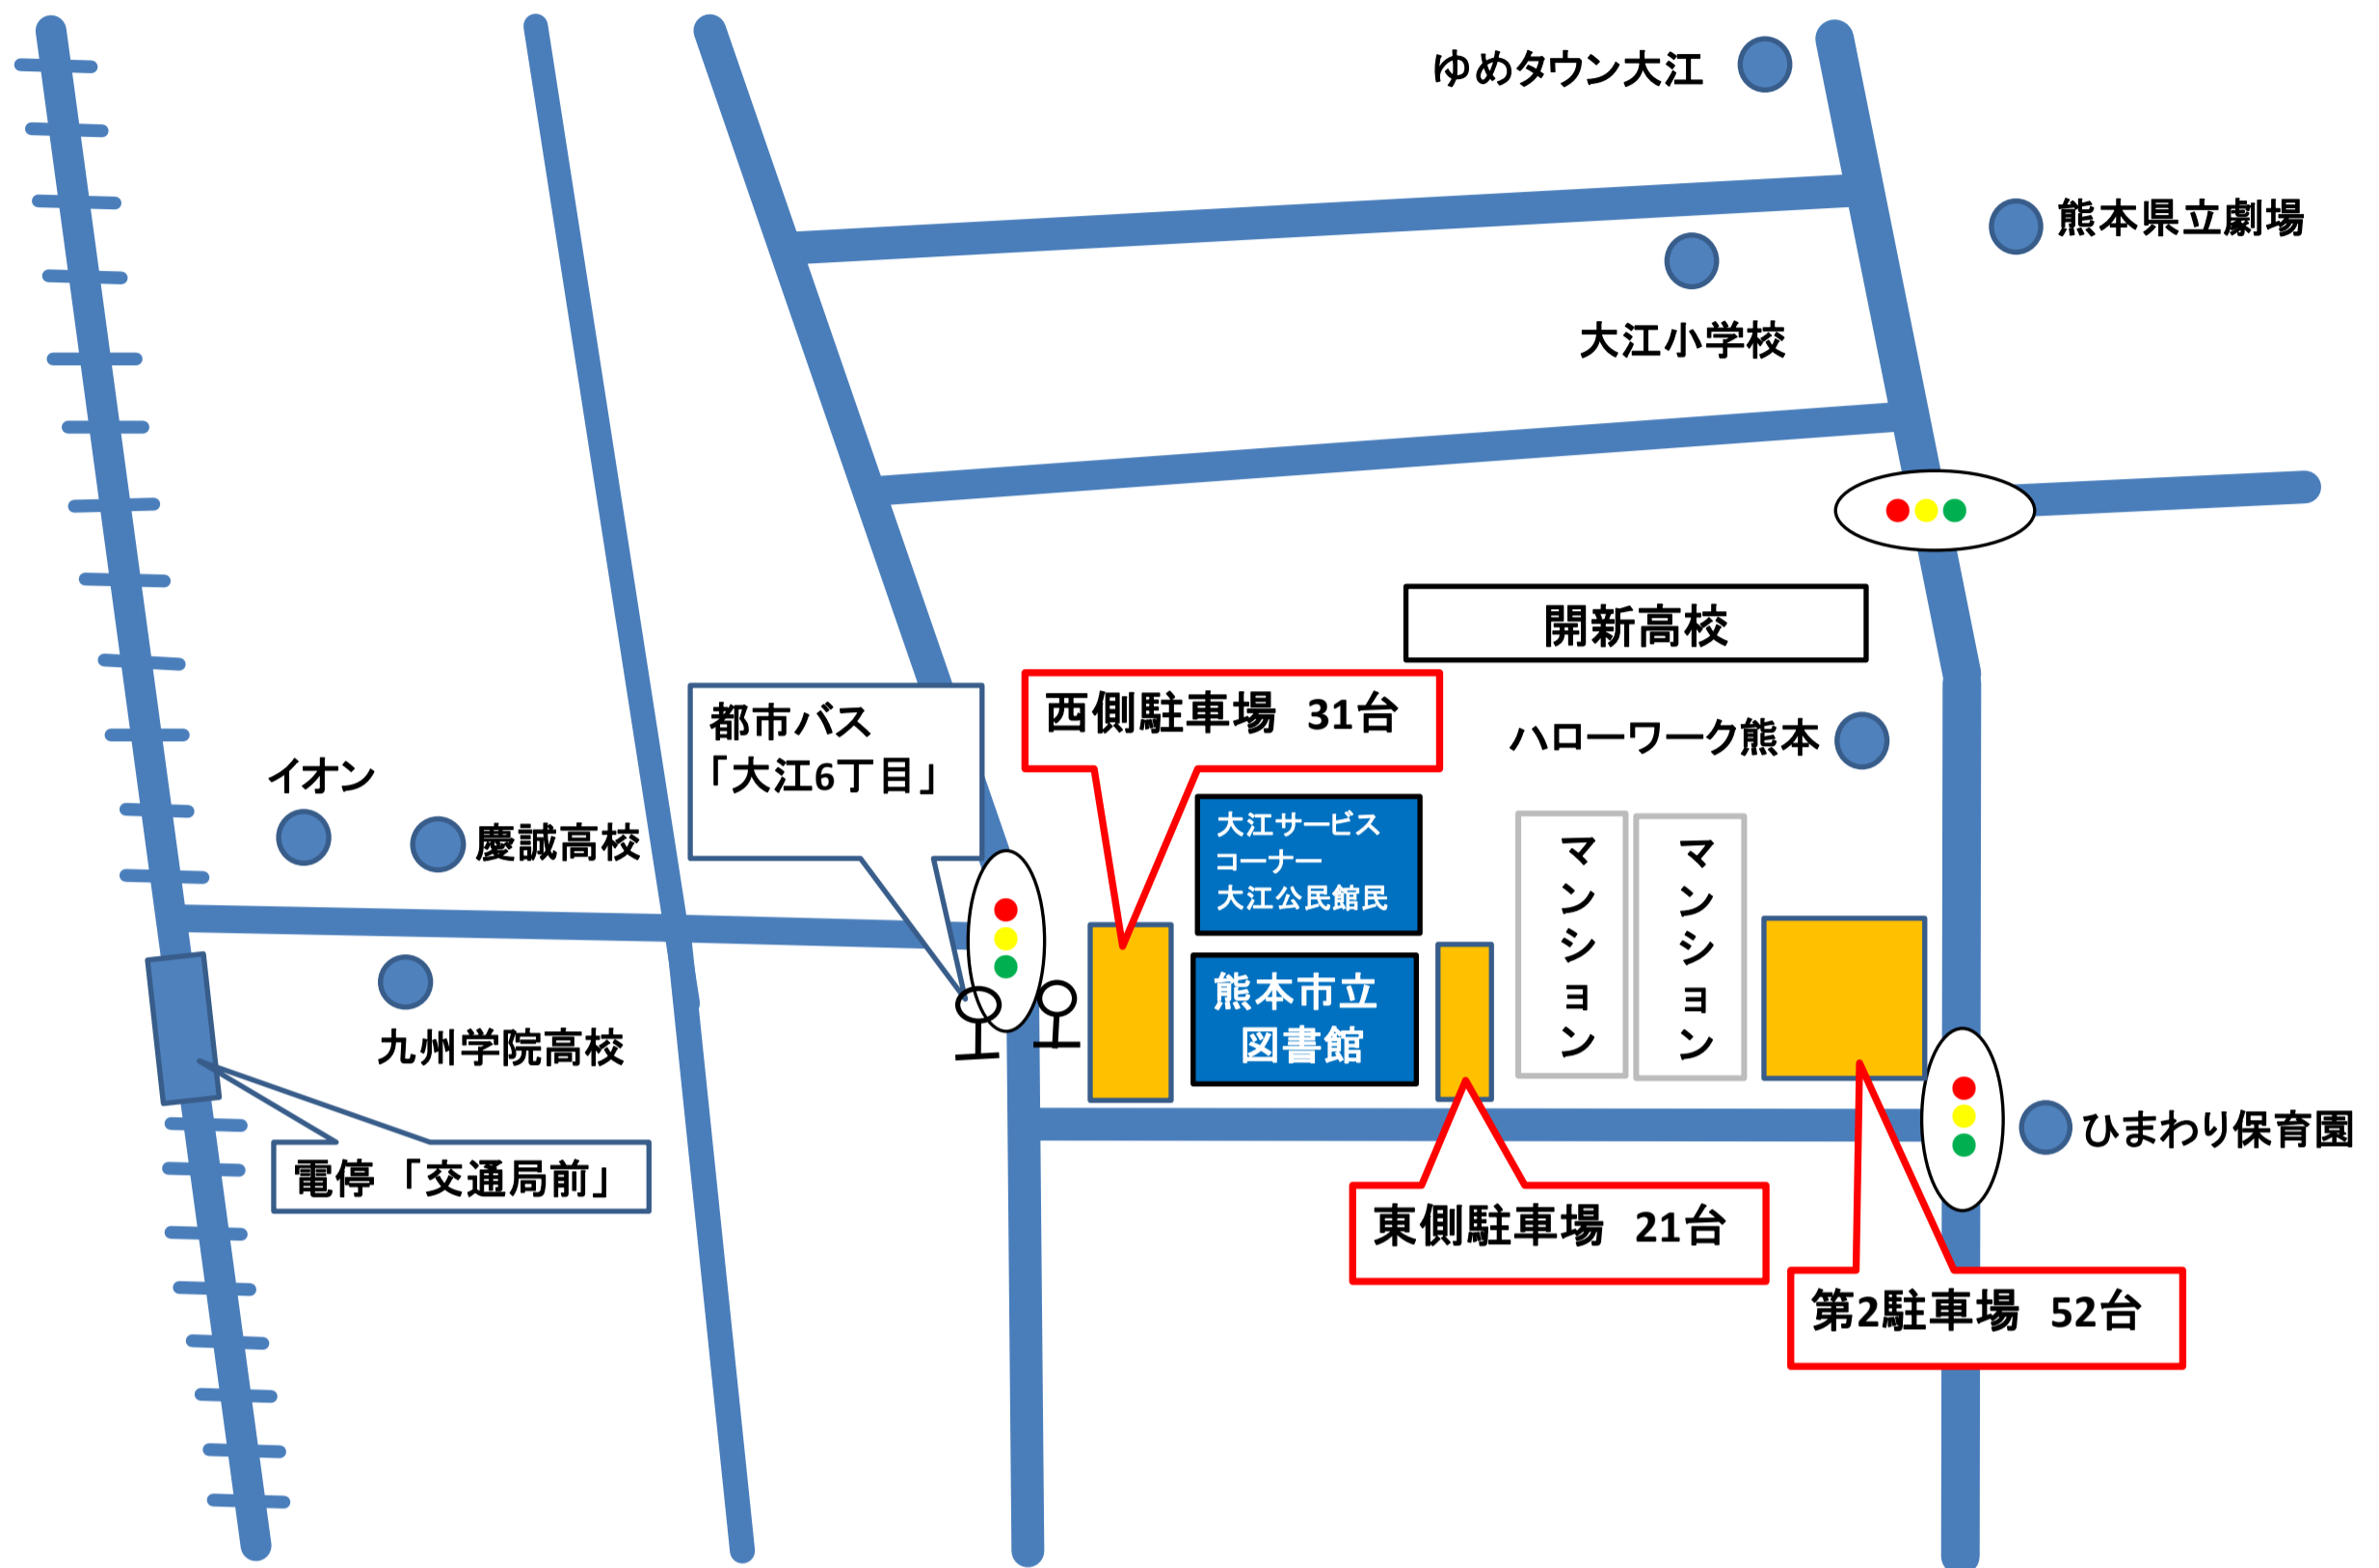 ゆめタウン大江
熊本県立劇場
大江小学校
開新高校
都市バス
「大江6丁目」
西側駐車場 31台
ハローワーク熊本
イオン
慶誠高校
大江サービス
コーナー
大江公民館
マンション
マンション
熊本市立
図書館
九州学院高校
ひまわり保育園
電停「交通局前」
東側駐車場 21台
第2駐車場 52台